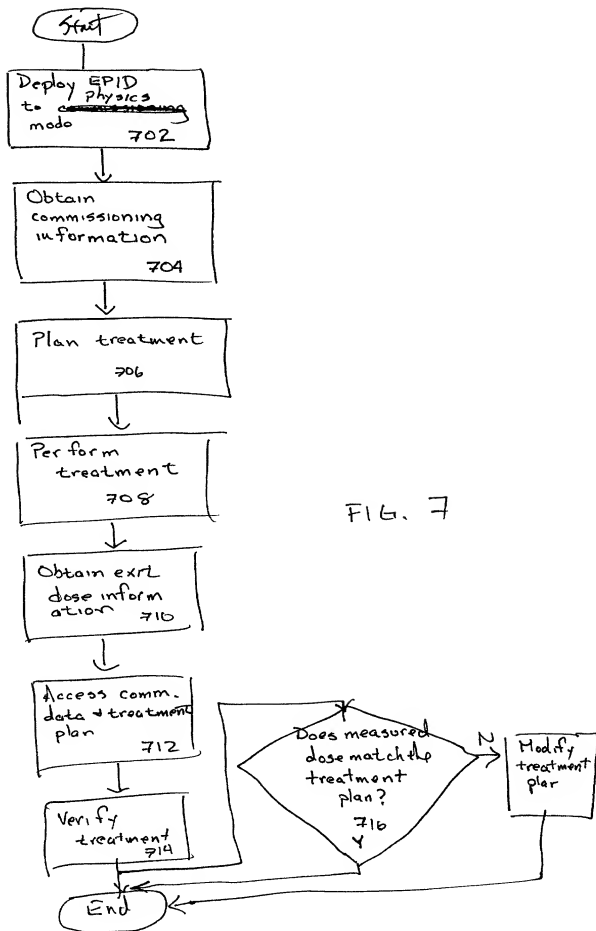 Start
Deploy EPID
physics
to commissioning
mode
702
Obtain
commissioning
information
704
Plan treatment
706
Perform
treatment
708
FIG. 7
Obtain exit
dose inform
ation 710
Access comm.
data & treatment
plan
712
Verify
treatment
714
Does measured
dose match the
treatment
plan?
716
Y
N
Modify
treatment
plan
End